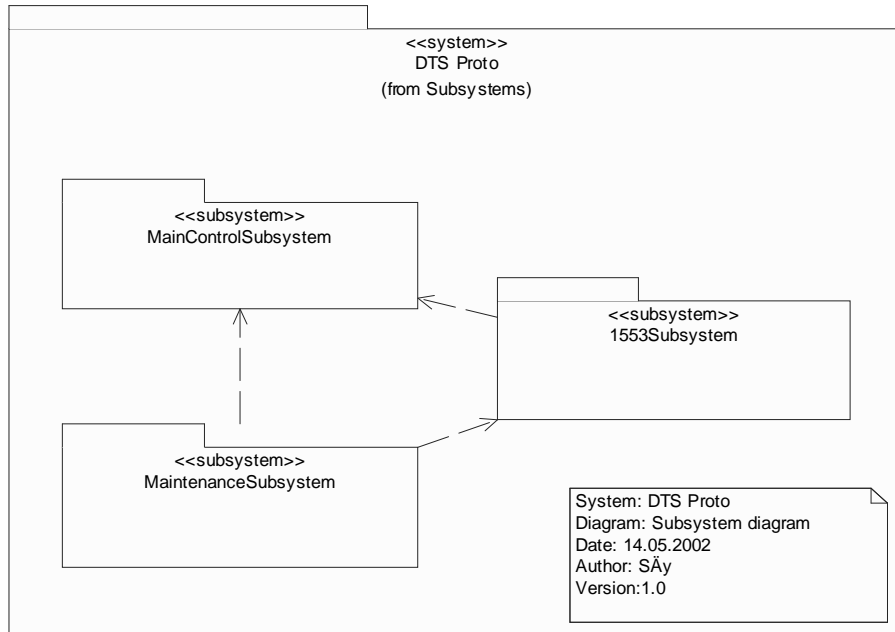 <<system>>
DTS Proto
(from Subsystems)
<<subsystem>>
MainControlSubsystem
<<subsystem>>
1553Subsystem
<<subsystem>>
MaintenanceSubsystem
System: DTS Proto
Diagram: Subsystem diagram
Date: 14.05.2002
Author: SÄy
Version:1.0